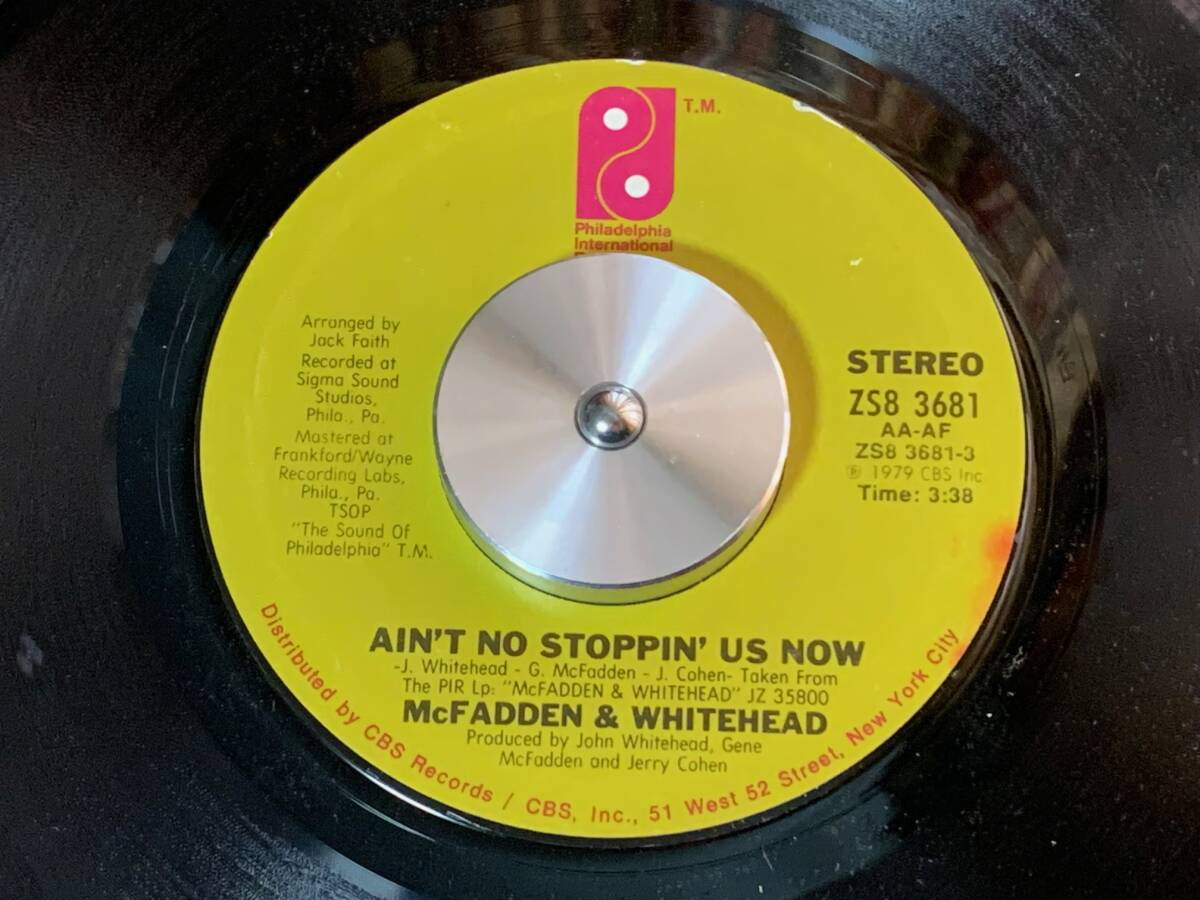 T.M.
Philadelphia
International
Arranged by
Jack Faith
Recorded at
Sigma Sound
Studios,
Phila., Pa.
Mastered at
Frankford/Wayne
Recording Labs,
Phila., Pa.
TSOP
"The Sound Of
Philadelphia" T.M.
STEREO
ZS8 3681
AA-AF
ZS8 3681-3
℗ 1979 CBS Inc
Time: 3:38
AIN'T NO STOPPIN' US NOW
-J. Whitehead - G. McFadden - J. Cohen- Taken From
The PIR Lp: "McFADDEN & WHITEHEAD" JZ 35800
McFADDEN & WHITEHEAD
Produced by John Whitehead, Gene
McFadden and Jerry Cohen
Distributed by CBS Records / CBS, Inc., 51 West 52 Street, New York City